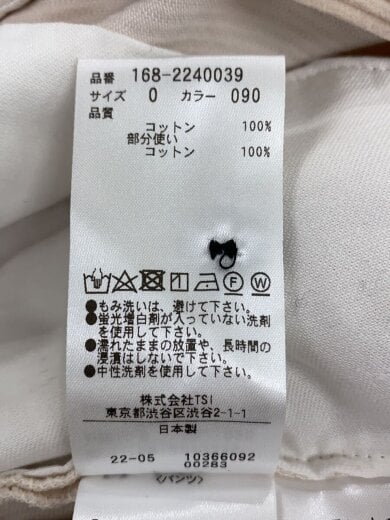 品番 168-2240039
サイズ 0 カラー 090
品質
コットン 100%
部分使い
コットン 100%
F W
●もみ洗いは、避けて下さい。
●蛍光増白剤が入っていない洗剤
を使用して下さい。
●濡れたままの放置や、長時間の
浸漬はしないで下さい。
●中性洗剤を使用して下さい。
株式会社TSI
東京都渋谷区渋谷2-1-1
日本製
22-05 10366092
00283
(パンツ)